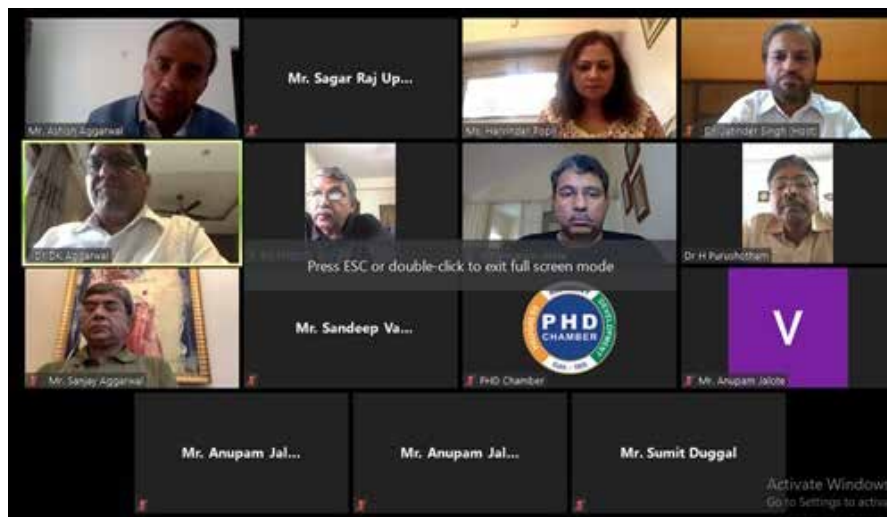 Mr. Ashish Aggarwal
Mr. Sagar Raj Up...
Ms. Harvinder Popli
Dr. Jatinder Singh (Host)
Dr DK Aggarwal
Dr H Purushotham
Press ESC or double-click to exit full screen mode
Mr. Sanjay Aggarwal
Mr. Sandeep Va...
PHD
CHAMBER
DEVELOPMENT
PHD Chamber
V
Mr. Anupam Jalote
Mr. Anupam Jal...
Mr. Anupam Jal...
Mr. Sumit Duggal
Activate Windows
Go to Settings to activa